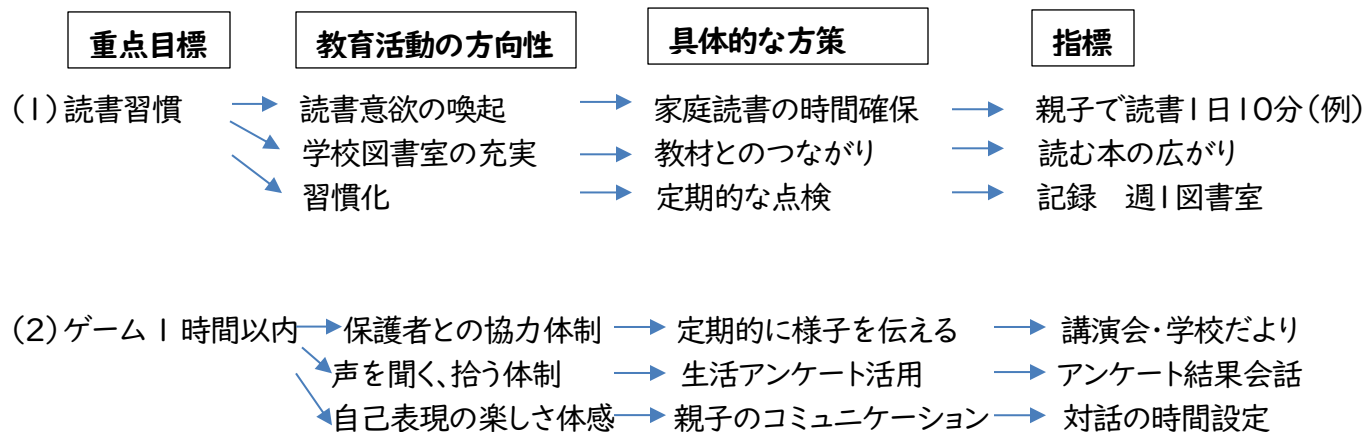 重点目標 教育活動の方向性 具体的な方策 指標
(1)読書習慣 読書意欲の喚起 家庭読書の時間確保 親子で読書1日10分(例)
学校図書室の充実 教材とのつながり 読む本の広がり
習慣化 定期的な点検 記録 週1図書室
(2)ゲーム1時間以内 保護者との協力体制 定期的に様子を伝える 講演会・学校だより
声を聞く、拾う体制 生活アンケート活用 アンケート結果会話
自己表現の楽しさ体感 親子のコミュニケーション 対話の時間設定